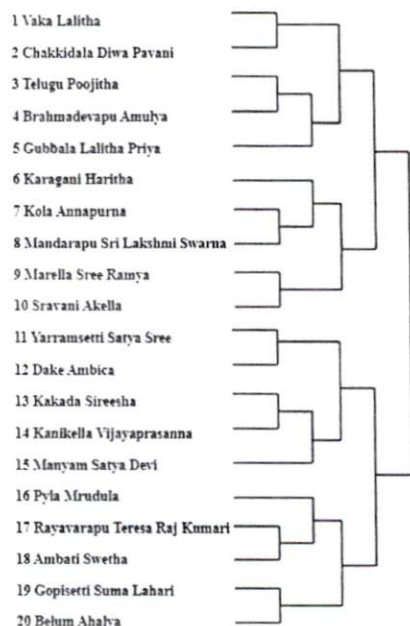 1 Vaka Lalitha
2 Chakkidala Diwa Pavani
3 Telugu Poojitha
4 Brahmadevapu Amulya
5 Gubbala Lalitha Priya
6 Karagani Haritha
7 Kola Annapurna
8 Mandarapu Sri Lakshmi Swarna
9 Marella Sree Ramya
10 Sravani Akella
11 Varramsetti Satya Sree
12 Dake Ambica
13 Kakada Sireesha
14 Kanikella Vijayaprasanna
15 Manyam Satya Devi
16 Pyla Mrudula
17 Rayavarapu Teresa Raj Kumari
18 Ambati Swetha
19 Gopisetti Suma Lahari
20 Belum Ahalya